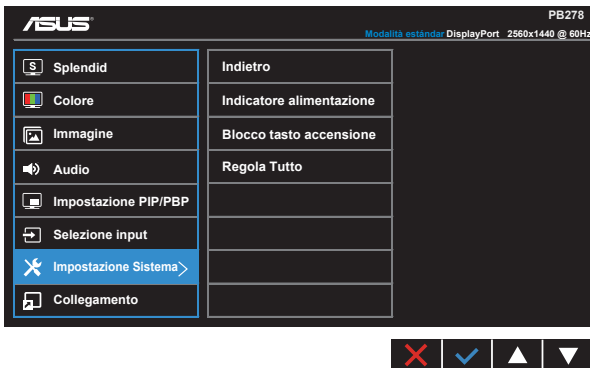 ASUS
PB278
Modalità estándar DisplayPort 2560x1440 @ 60Hz
S Splendid
Colore
Immagine
Audio
Impostazione PIP/PBP
Selezione input
Impostazione Sistema
Collegamento
Indietro
Indicatore alimentazione
Blocco tasto accensione
Regola Tutto